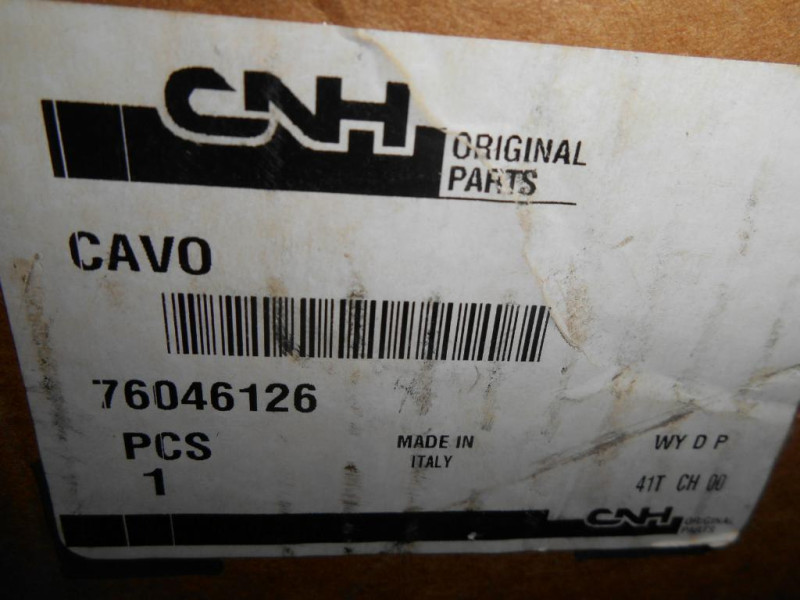 CNH
ORIGINAL
PARTS
CAVO
76046126
PCS
1
MADE IN
ITALY
WY D P
41T CH 00
CNH
ORIGINAL
PARTS